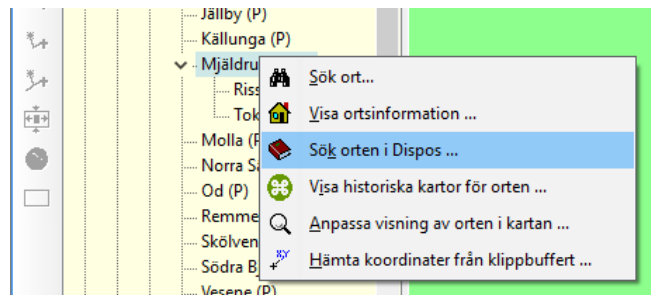 Jällby (P)
Källunga (P)
Mjäldru
Riss
Tok
Molla (P
Norra Sä
Od (P)
Remme
Skölven
Södra B
Vesene (P)
Sök ort...
Visa ortsinformation ...
Sök orten i Dispos ...
Visa historiska kartor för orten ...
Anpassa visning av orten i kartan ...
Hämta koordinater från klippbuffert ...